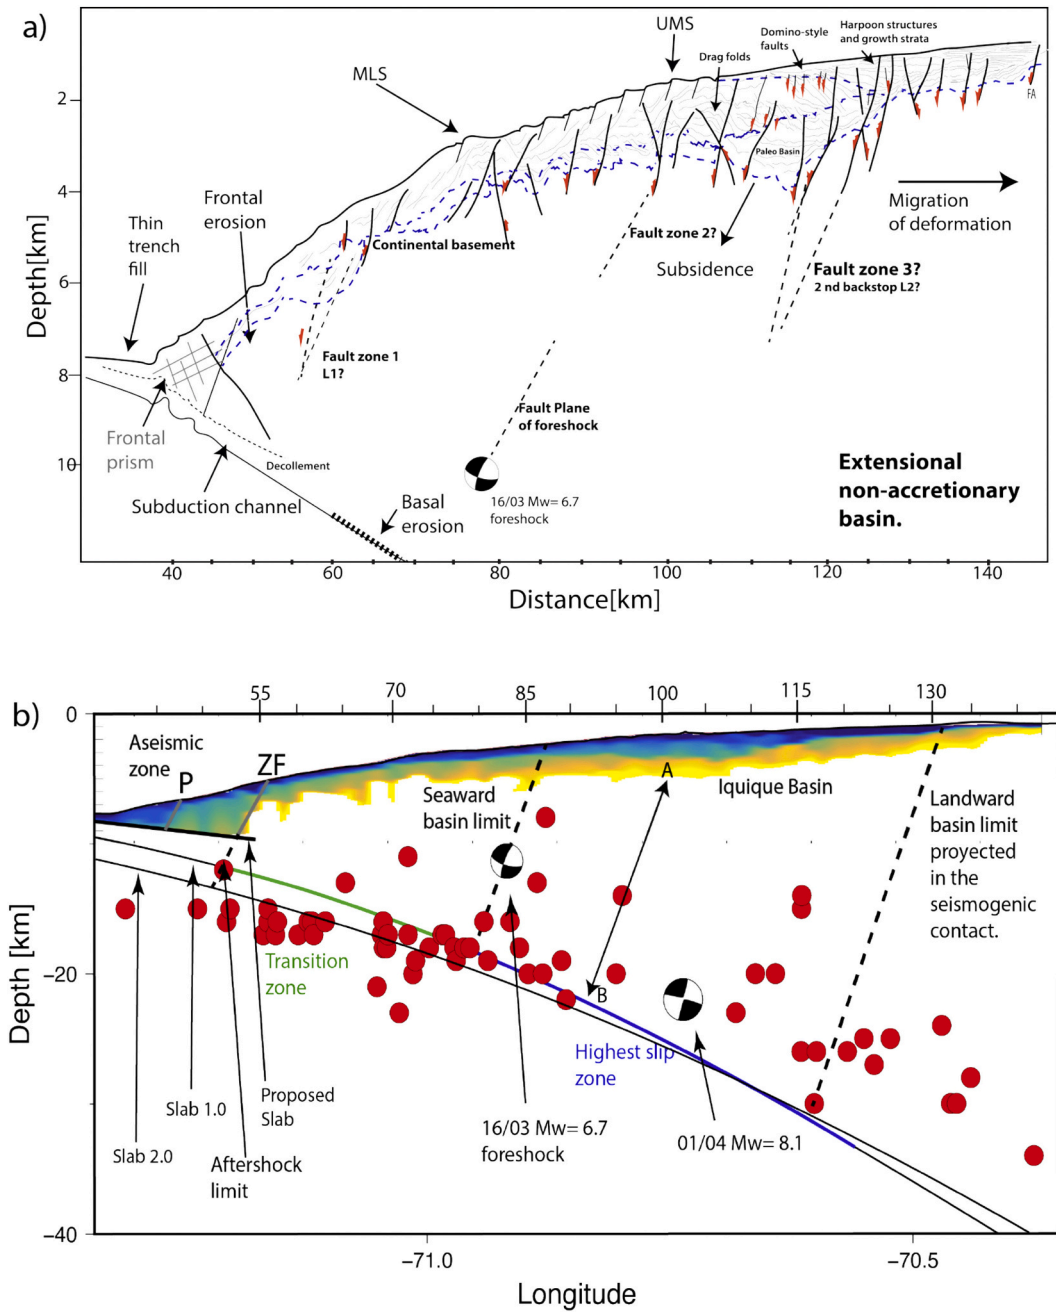 a)
UMS
Harpoon structures
and growth strata
Domino-style
faults
Drag folds
MLS
2
FA
Paleo Basin
4
Migration
of deformation
Frontal
erosion
Thin
trench
fill
Continental basement
Fault zone 2?
Subsidence
Fault zone 3?
2 nd backstop L2?
6
Depth[km]
Fault zone 1
L1?
8
Fault Plane
of foreshock
Frontal
prism
Decollement
10
Extensional
non-accretionary
basin.
Subduction channel
Basal
erosion
16/03 Mw= 6.7
foreshock
40
60
80
100
120
140
Distance[km]
b)
55
70
85
100
115
130
0
Aseismic
zone
P
ZF
A
Seaward
basin limit
Iquique Basin
Landward
basin limit
proyected
in the
seismogenic
contact.
Depth [km]
−20
Transition
zone
B
Highest slip
zone
Slab 1.0
Proposed
Slab
Slab 2.0
Aftershock
limit
16/03 Mw= 6.7
foreshock
01/04 Mw= 8.1
−40
−71.0
−70.5
Longitude